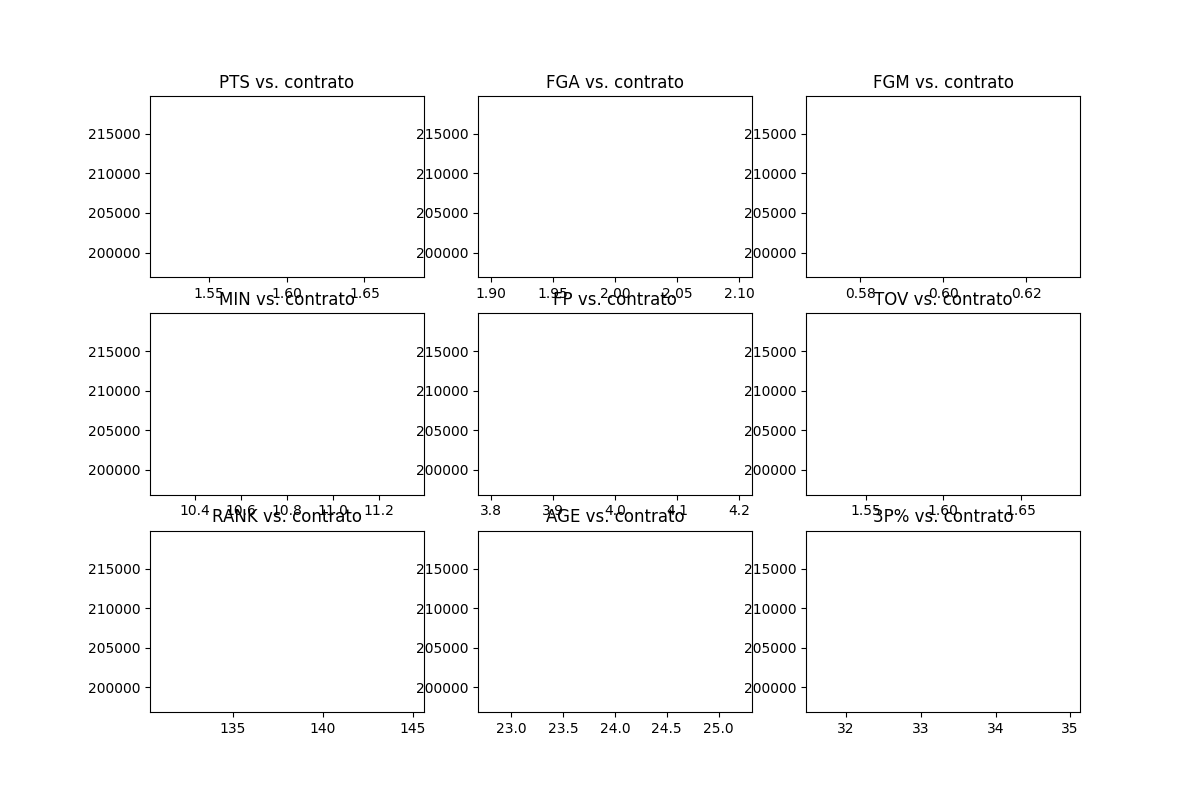 PTS vs. contrato
FGA vs. contrato
FGM vs. contrato
215000
210000
205000
200000
215000
210000
205000
200000
215000
210000
205000
200000
1.55 1.60 1.65
1.90 1.95 2.00 2.05 2.10
0.58 0.60 0.62
MIN vs. contrato
FP vs. contrato
TOV vs. contrato
215000
210000
205000
200000
215000
210000
205000
200000
215000
210000
205000
200000
10.4 10.6 10.8 11.0 11.2
3.8 3.9 4.0 4.1 4.2
1.55 1.60 1.65
RANK vs. contrato
AGE vs. contrato
3P% vs. contrato
215000
210000
205000
200000
215000
210000
205000
200000
215000
210000
205000
200000
135 140 145
23.0 23.5 24.0 24.5 25.0
32 33 34 35